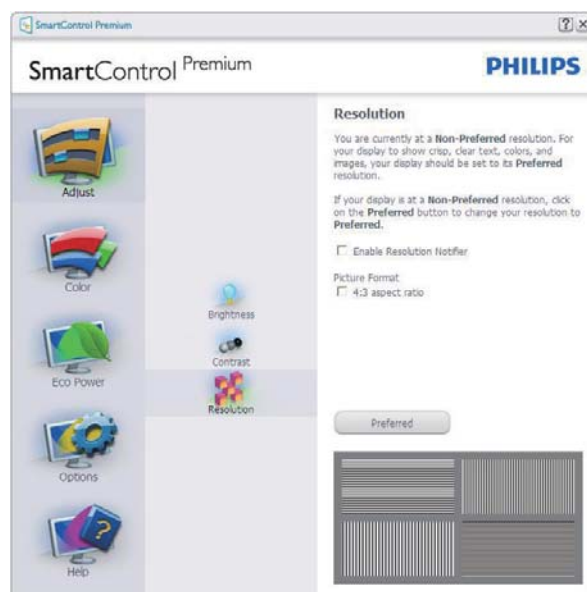 SmartControl Premium
SmartControl Premium
PHILIPS
Adjust
Color
Eco Power
Options
Help
Brightness
Contrast
Resolution
Resolution
You are currently at a Non-Preferred resolution. For
your display to show crisp, clear text, colors, and
images, your display should be set to its Preferred
resolution.
If your display is at a Non-Preferred resolution, click
on the Preferred button to change your resolution to
Preferred.
Enable Resolution Notifier
Picture Format
4:3 aspect ratio
Preferred